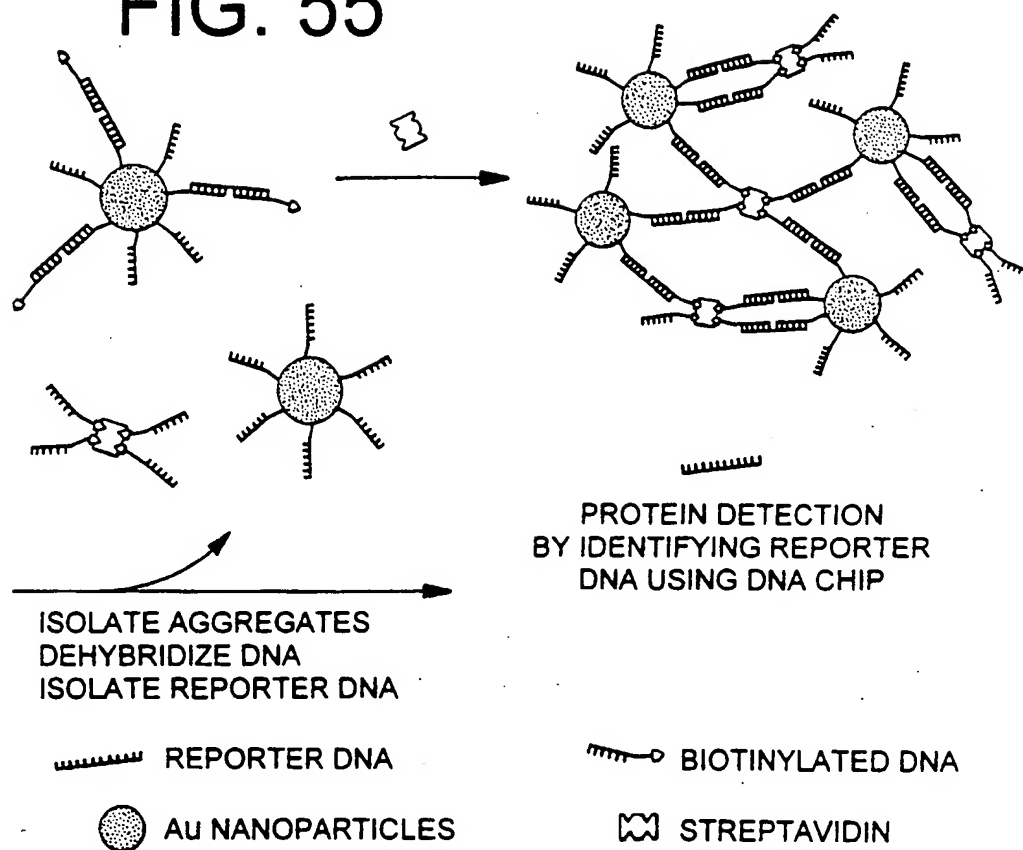 FIG. 55
PROTEIN DETECTION
BY IDENTIFYING REPORTER
DNA USING DNA CHIP
ISOLATE AGGREGATES
DEHYBRIDIZE DNA
ISOLATE REPORTER DNA
REPORTER DNA
BIOTINYLATED DNA
Au NANOPARTICLES
STREPTAVIDIN